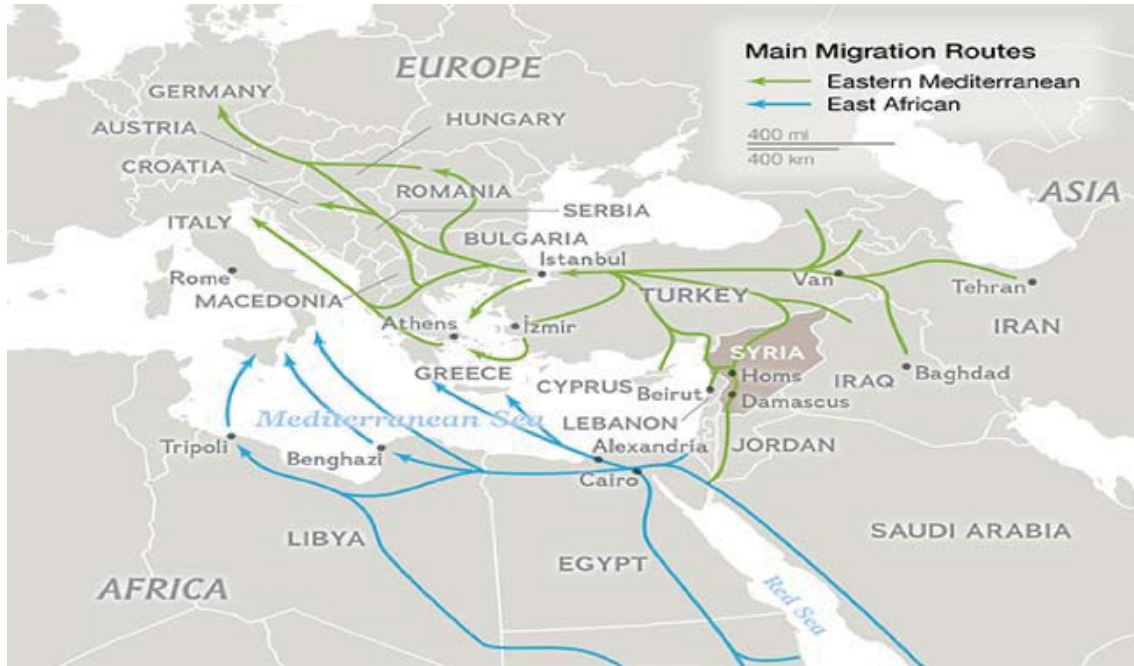 EUROPE
Main Migration Routes
Eastern Mediterranean
East African
400 mi
400 km
GERMANY
HUNGARY
AUSTRIA
CROATIA
ROMANIA
ASIA
ITALY
SERBIA
BULGARIA
Istanbul
Rome
Van
Tehran
MACEDONIA
TURKEY
Athens
İzmir
IRAN
SYRIA
GREECE
CYPRUS
Beirut
Homs
IRAQ
Baghdad
Damascus
Mediterranean Sea
LEBANON
Tripoli
Benghazi
Alexandria
JORDAN
Cairo
LIBYA
EGYPT
SAUDI ARABIA
AFRICA
Red Sea